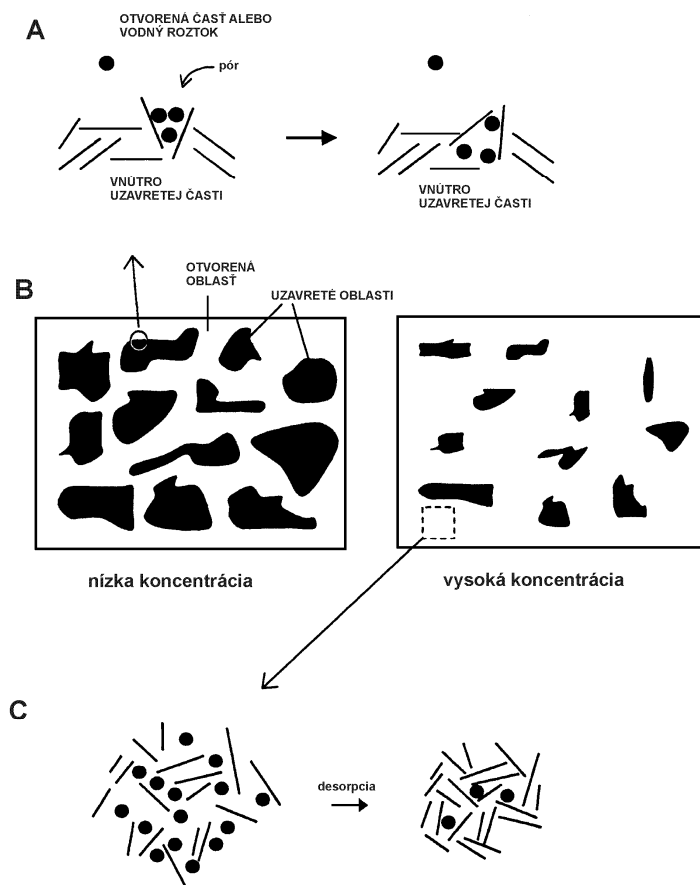 A
OTVORENÁ ČASŤ ALEBO
VODNÝ ROZTOK
pór
VNÚTRO
UZAVRETEJ ČASTI
VNÚTRO
UZAVRETEJ ČASTI
B
OTVORENÁ
OBLASŤ
UZAVRETÉ OBLASTI
nízka koncentrácia
vysoká koncentrácia
C
desorpcia